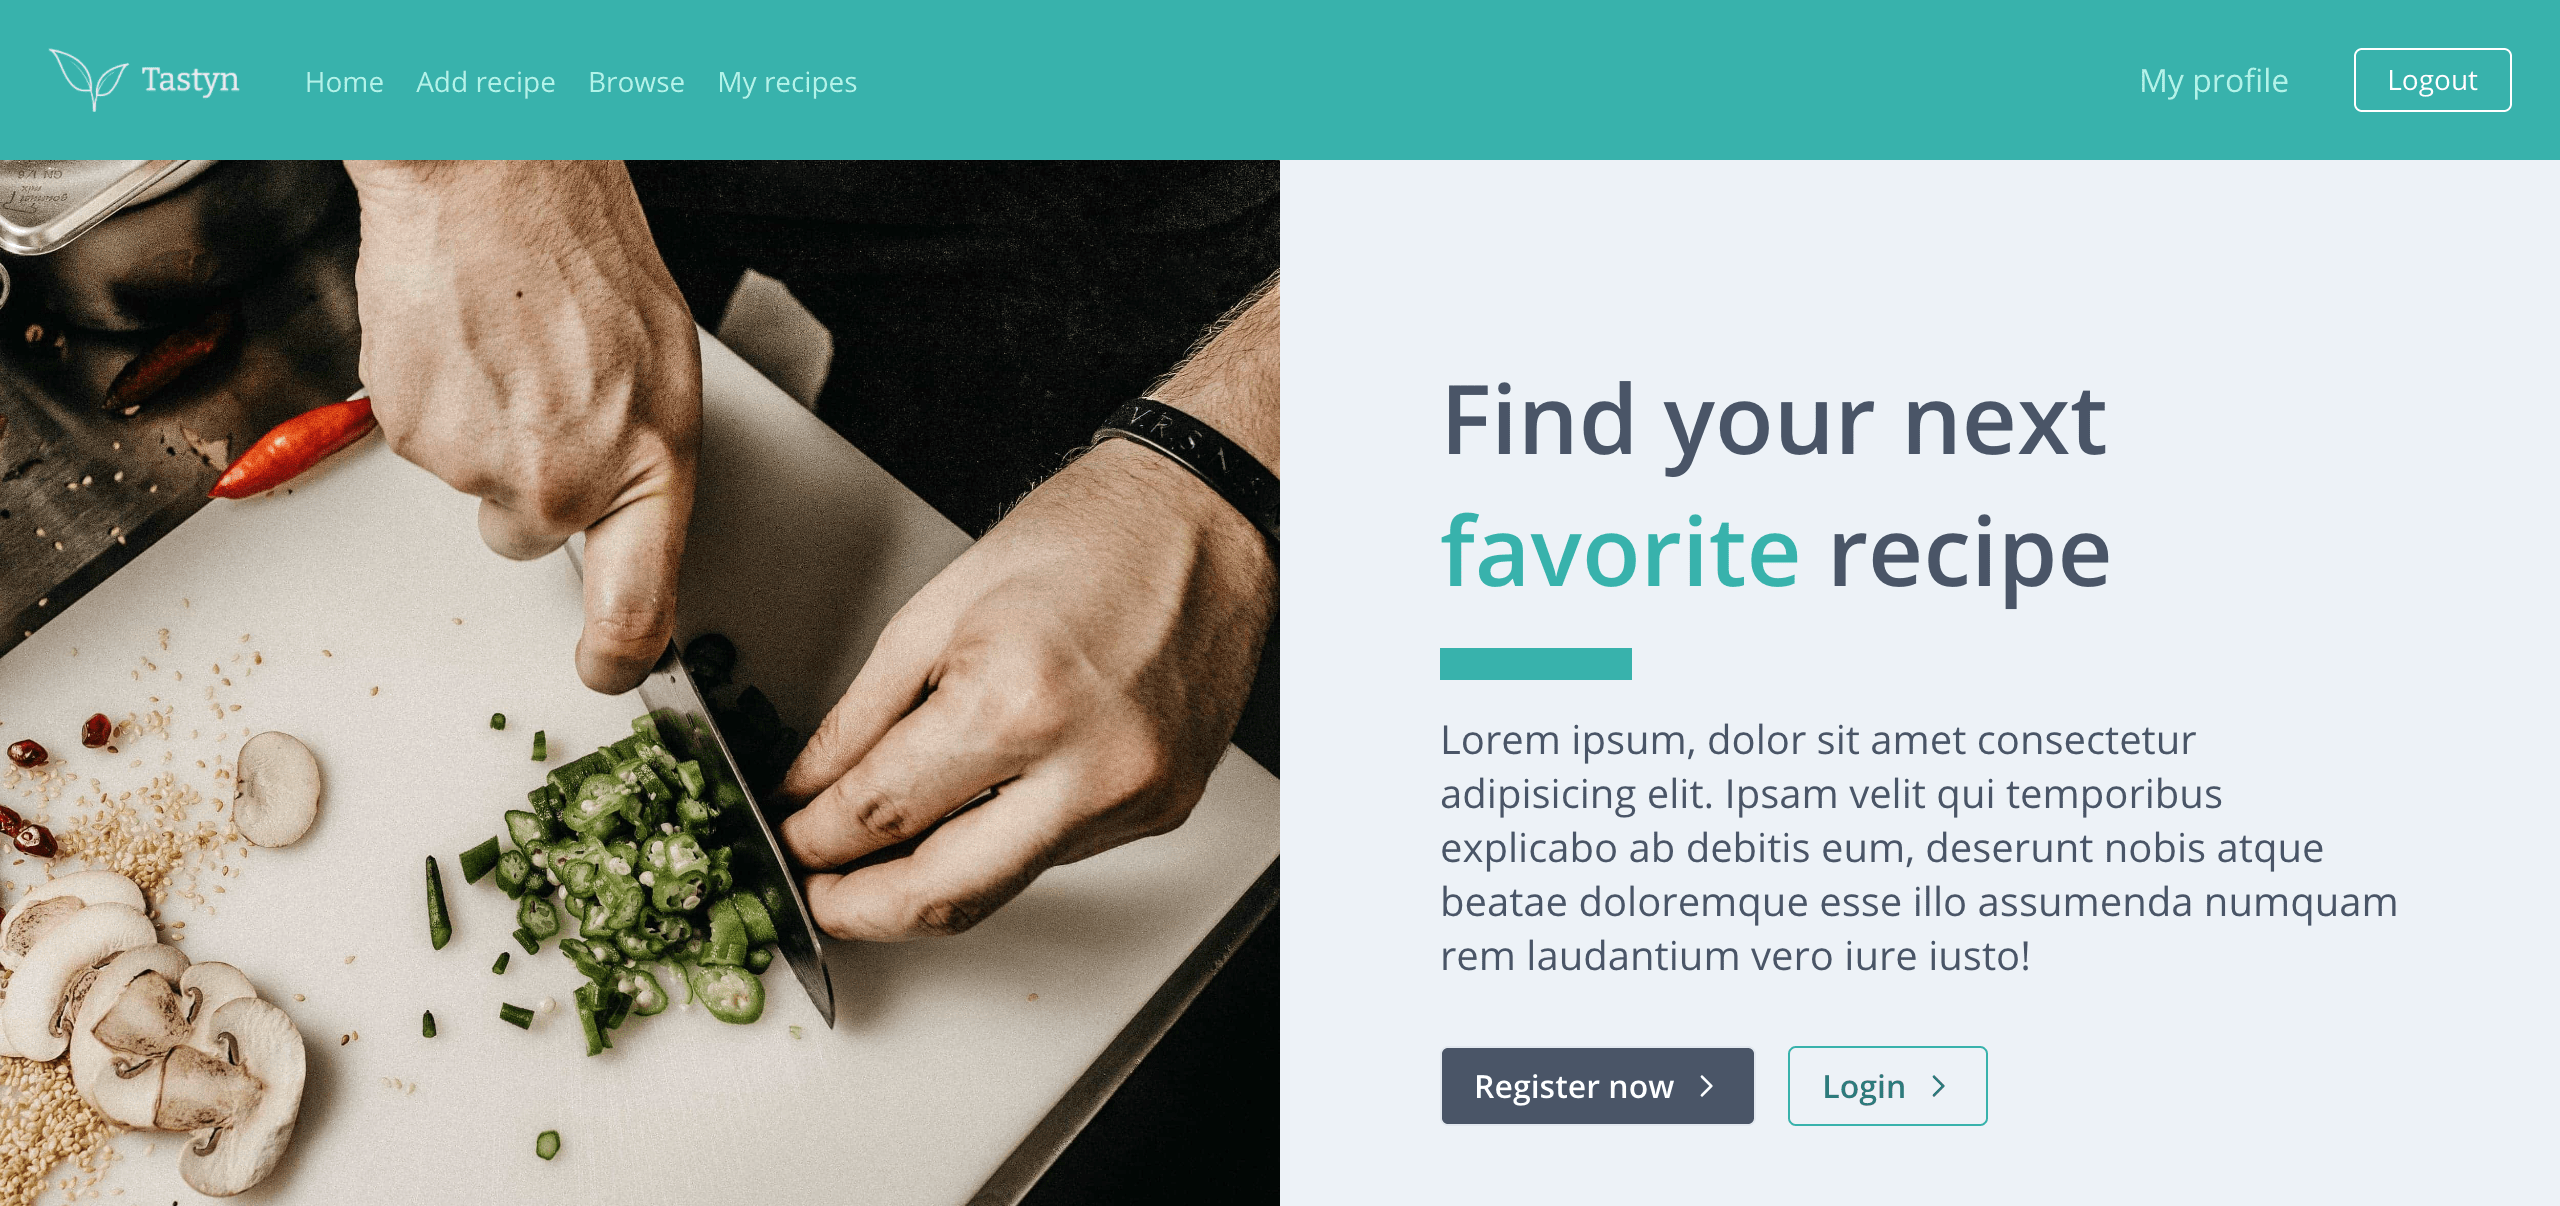 Tastyn
Home Add recipe Browse My recipes
My profile
Logout
V.R.S.
Find your next
favorite recipe
Lorem ipsum, dolor sit amet consectetur
adipisicing elit. Ipsam velit qui temporibus
explicabo ab debitis eum, deserunt nobis atque
beatae doloremque esse illo assumenda numquam
rem laudantium vero iure iusto!
Register now
Login